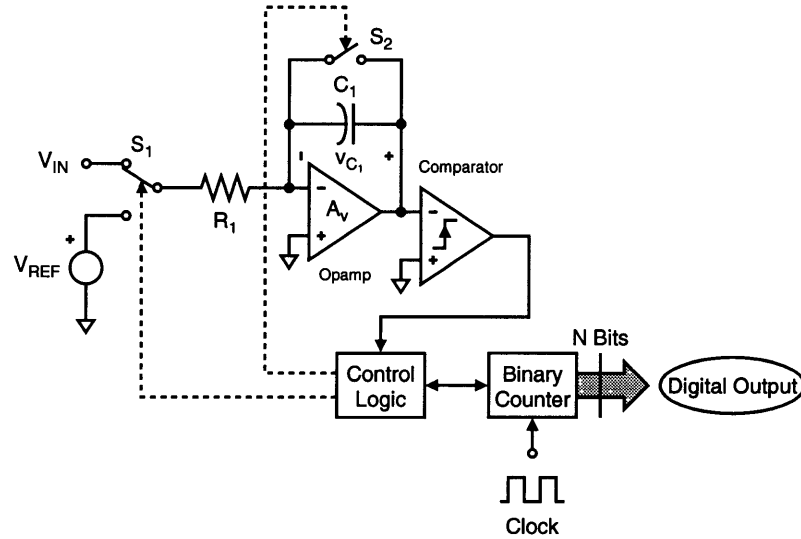 S2
C1
VC1
- +
S1
VIN
R1
-
Av
+
Opamp
Comparator
-
+
+
VREF
Control
Logic
Binary
Counter
N Bits
Digital Output
Clock